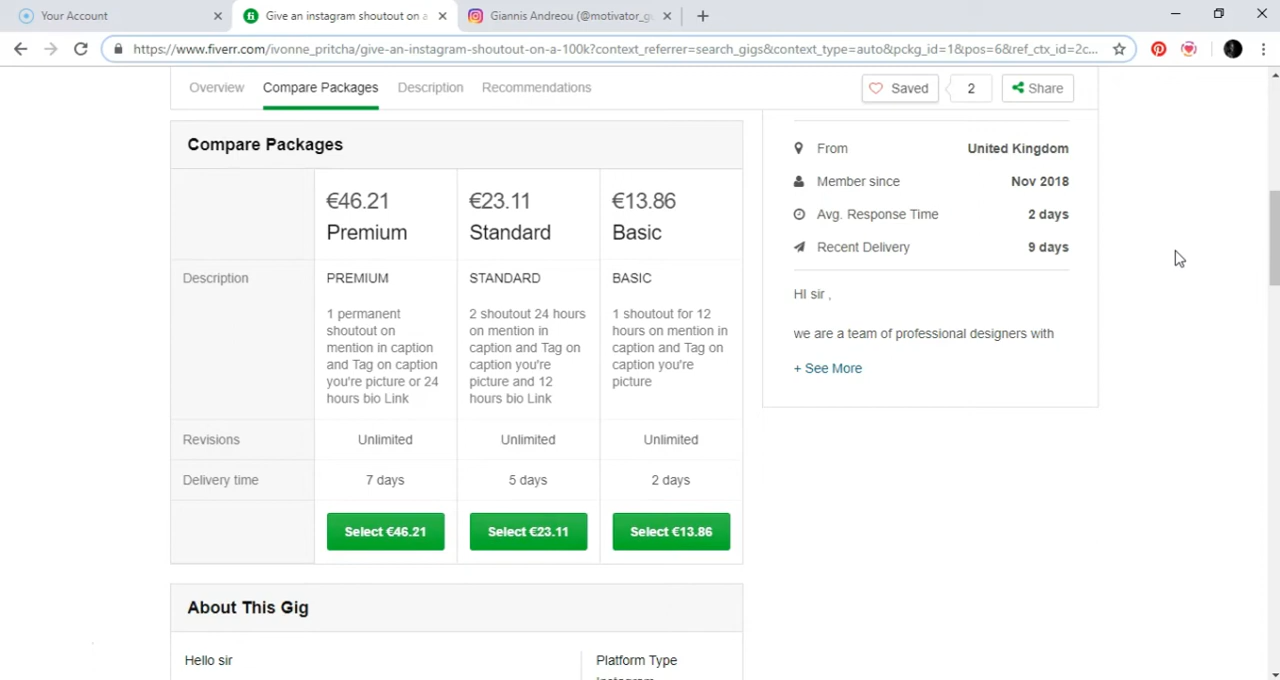 Your Account
Give an instagram shoutout on a
Giannis Andreou (@motivator_gu
https://www.fiverr.com/ivonne_pritcha/give-an-instagram-shoutout-on-a-100k?context_referrer=search_gigs&context_type=auto&pckg_id=1&pos=6&ref_ctx_id=2c...
Overview
Compare Packages
Description
Recommendations
Saved
2
Share
Compare Packages
€46.21
Premium
€23.11
Standard
€13.86
Basic
Description
PREMIUM
1 permanent
shoutout on
mention in caption
and Tag on caption
you're picture or 24
hours bio Link
STANDARD
2 shoutout 24 hours
on mention in
caption and Tag on
caption you're
picture and 12
hours bio Link
BASIC
1 shoutout for 12
hours on mention in
caption and Tag on
caption you're
picture
Revisions
Unlimited
Unlimited
Unlimited
Delivery time
7 days
5 days
2 days
Select €46.21
Select €23.11
Select €13.86
From
United Kingdom
Member since
Nov 2018
Avg. Response Time
2 days
Recent Delivery
9 days
HI sir ,
we are a team of professional designers with
+ See More
About This Gig
Hello sir
Platform Type
Instagram